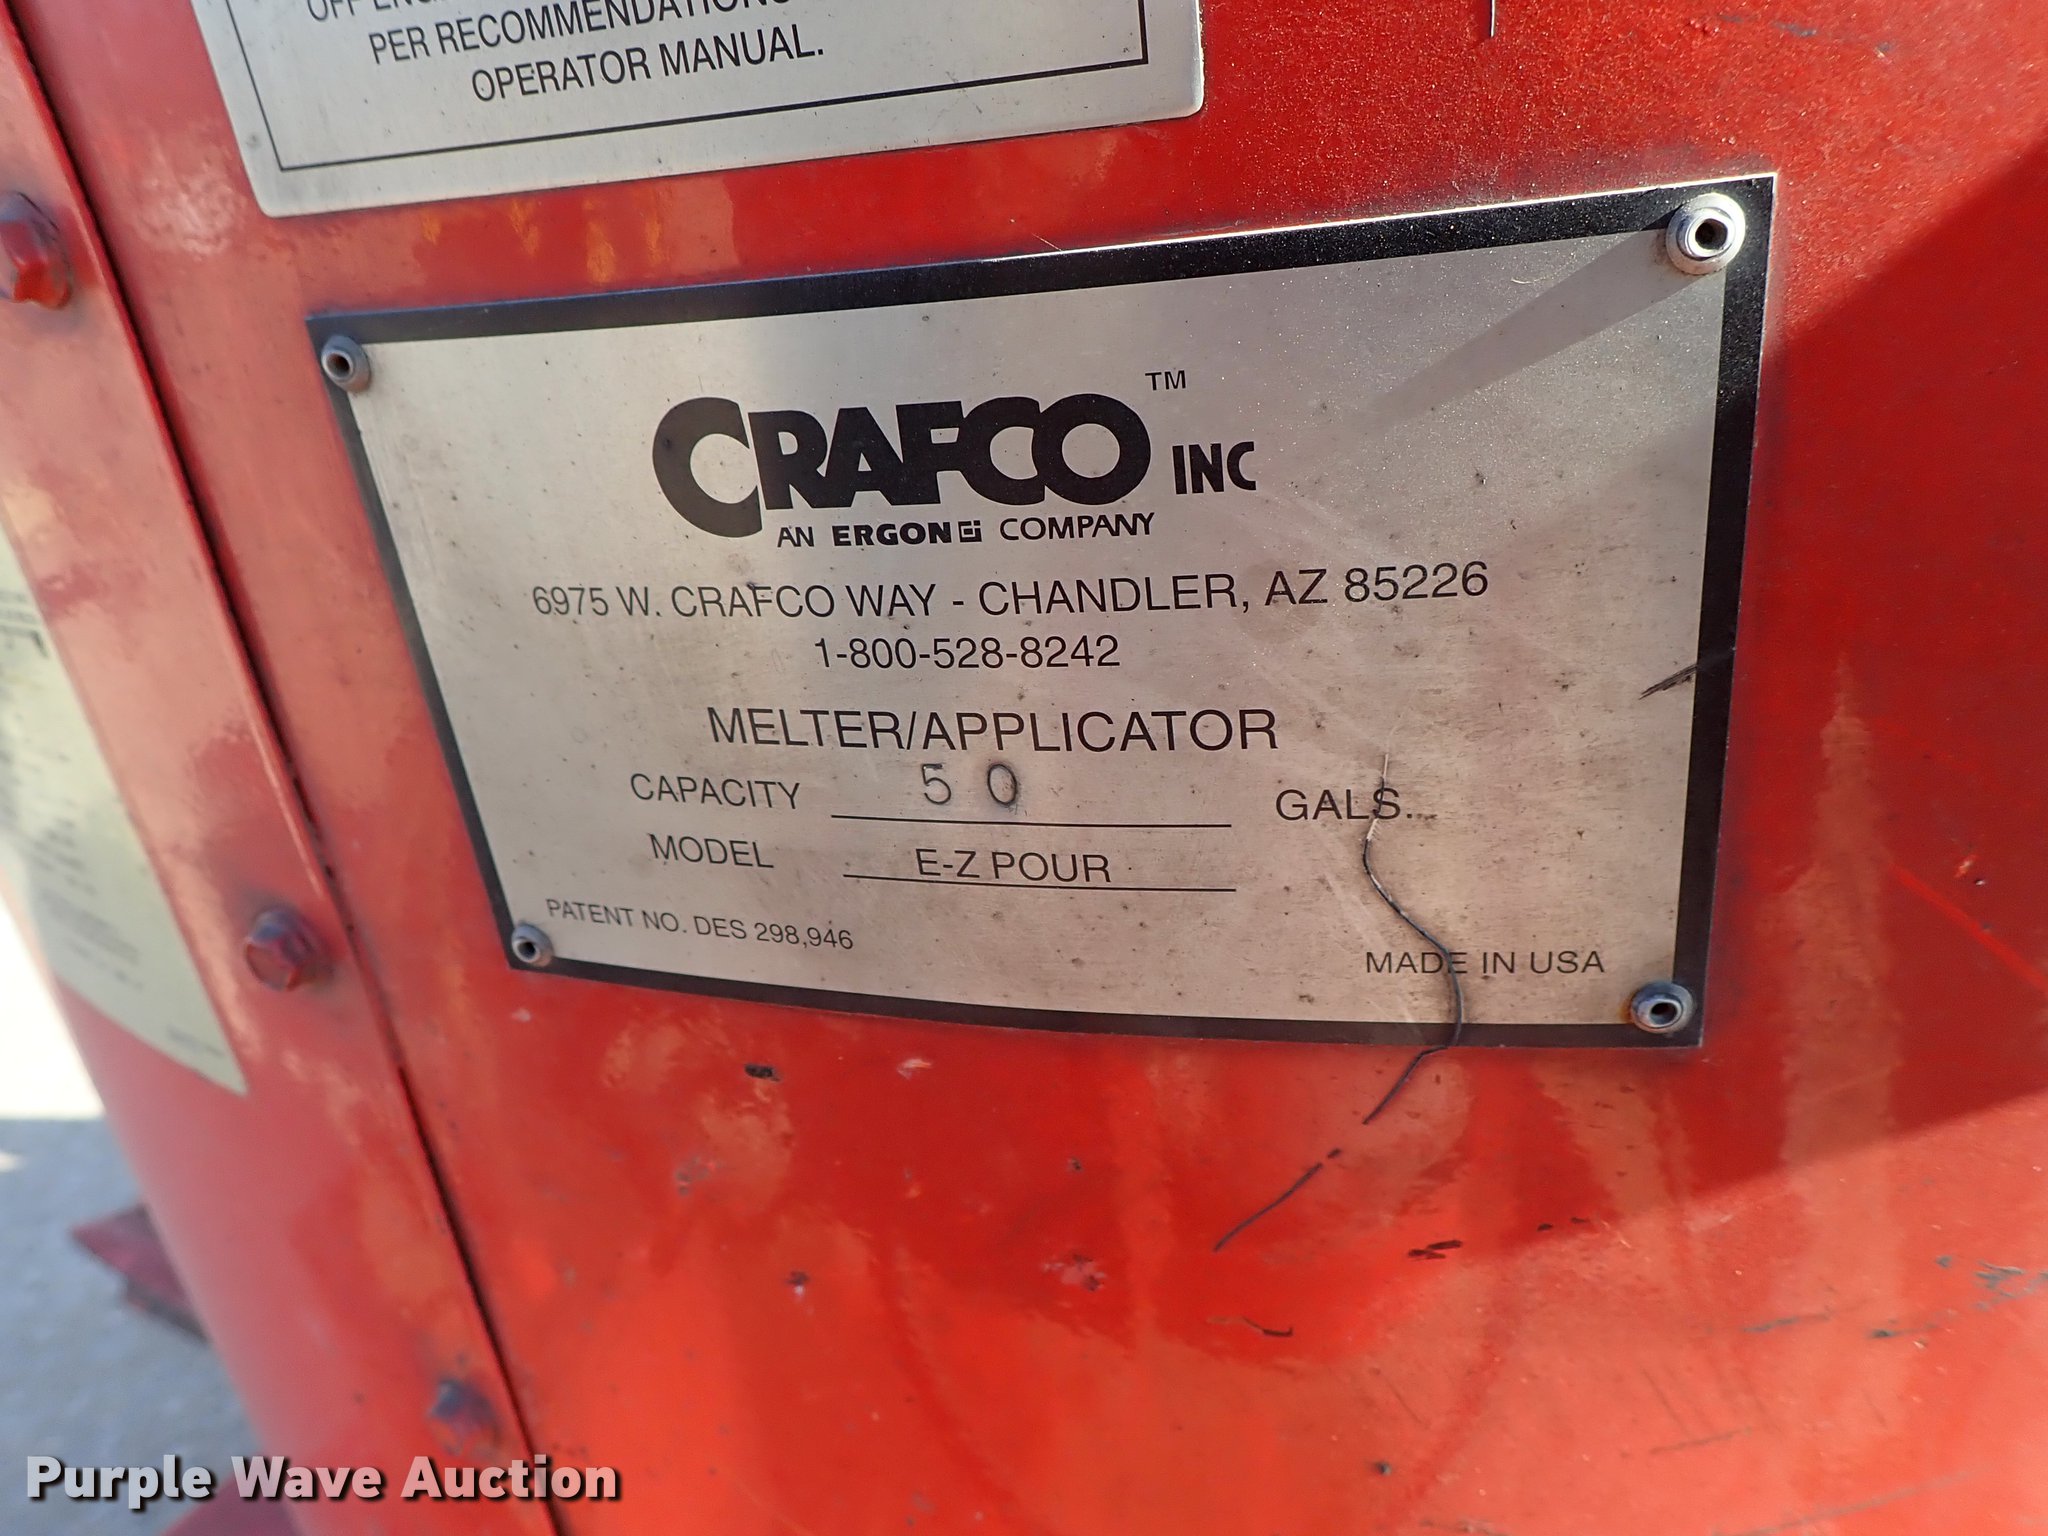 PER RECOMMENDATIONS
OPERATOR MANUAL.
CRAFCO™ INC
AN ERGON COMPANY
6975 W. CRAFCO WAY - CHANDLER, AZ 85226
1-800-528-8242
MELTER/APPLICATOR
CAPACITY 50 GALS.
MODEL E-Z POUR
PATENT NO. DES 298,946
MADE IN USA
Purple Wave Auction